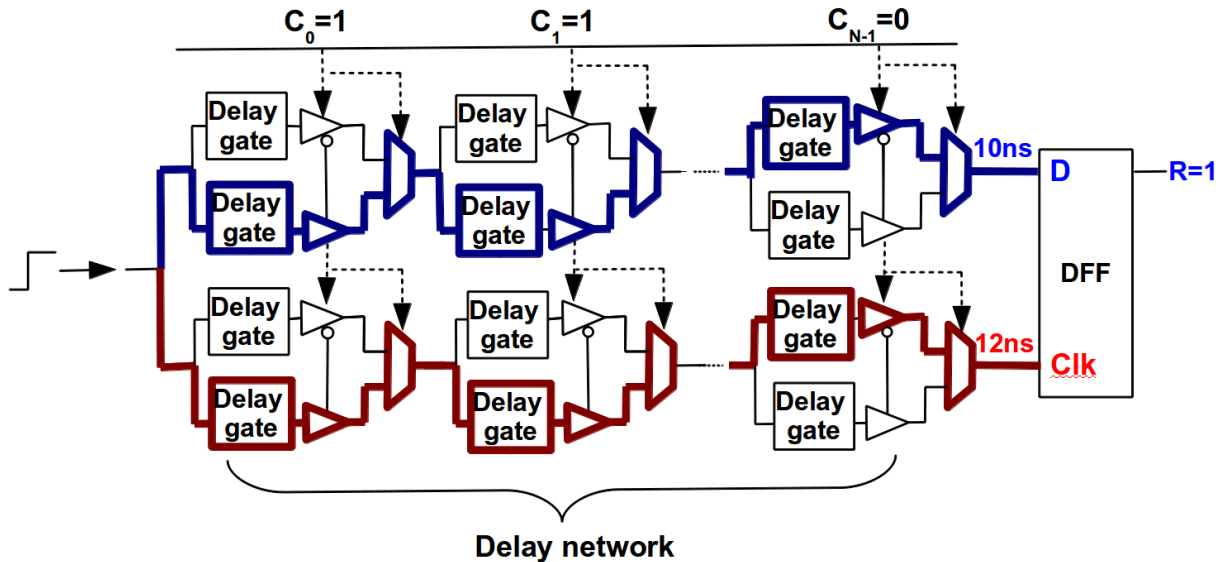 C0=1
C1=1
CN-1=0
Delay
gate
Delay
gate
Delay
gate
Delay
gate
Delay
gate
Delay
gate
10ns
D
R=1
DFF
Delay
gate
Delay
gate
Delay
gate
Delay
gate
Delay
gate
Delay
gate
12ns
Clk
Delay network